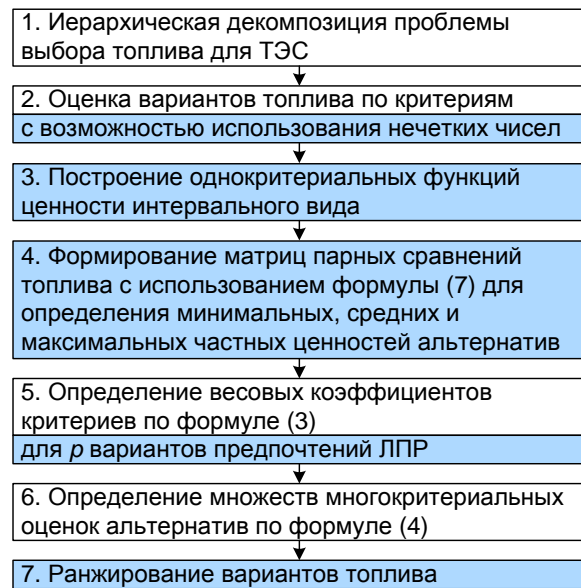 1. Иерархическая декомпозиция проблемы
выбора топлива для ТЭС
2. Оценка вариантов топлива по критериям
с возможностью использования нечетких чисел
3. Построение однокритериальных функций
ценности интервального вида
4. Формирование матриц парных сравнений
топлива с использованием формулы (7) для
определения минимальных, средних и
максимальных частных ценностей альтернатив
5. Определение весовых коэффициентов
критериев по формуле (3)
для p вариантов предпочтений ЛПР
6. Определение множеств многокритериальных
оценок альтернатив по формуле (4)
7. Ранжирование вариантов топлива